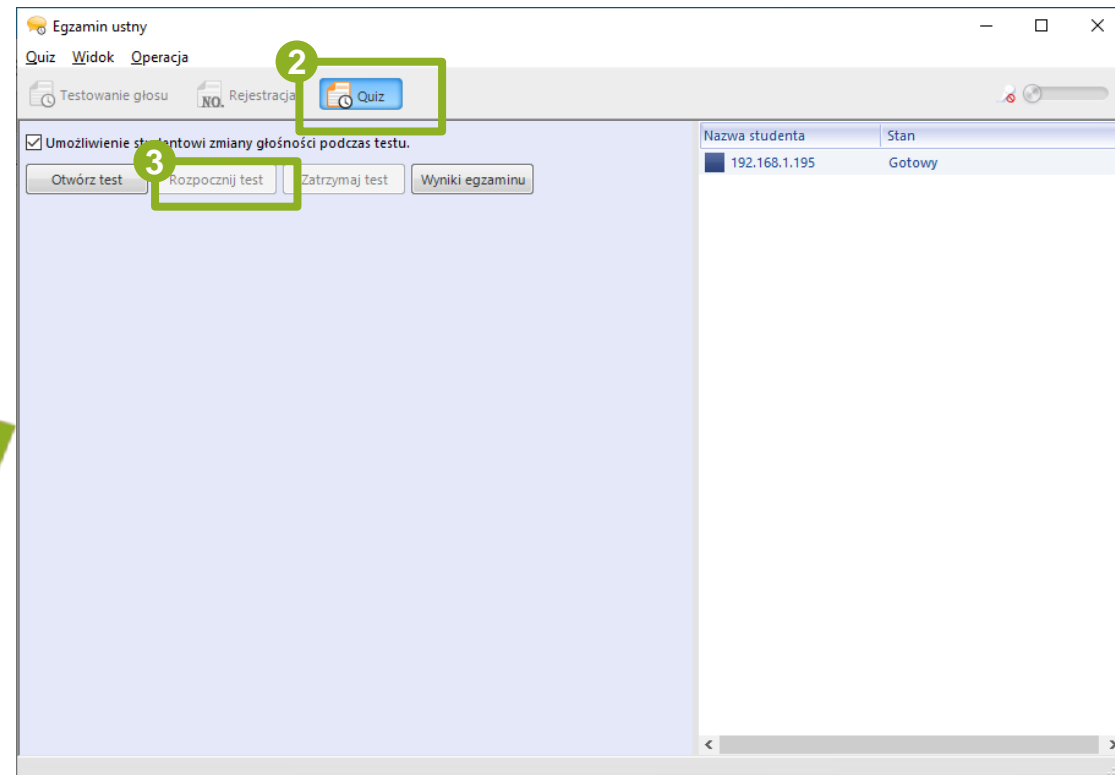 Egzamin ustny
Quiz Widok Operacja
2
Testowanie głosu NO. Rejestracja Quiz
Umożliwienie studentowi zmiany głośności podczas testu.
3
Otwórz test Rozpocznij test Zatrzymaj test Wyniki egzaminu
Nazwa studenta Stan
192.168.1.195 Gotowy